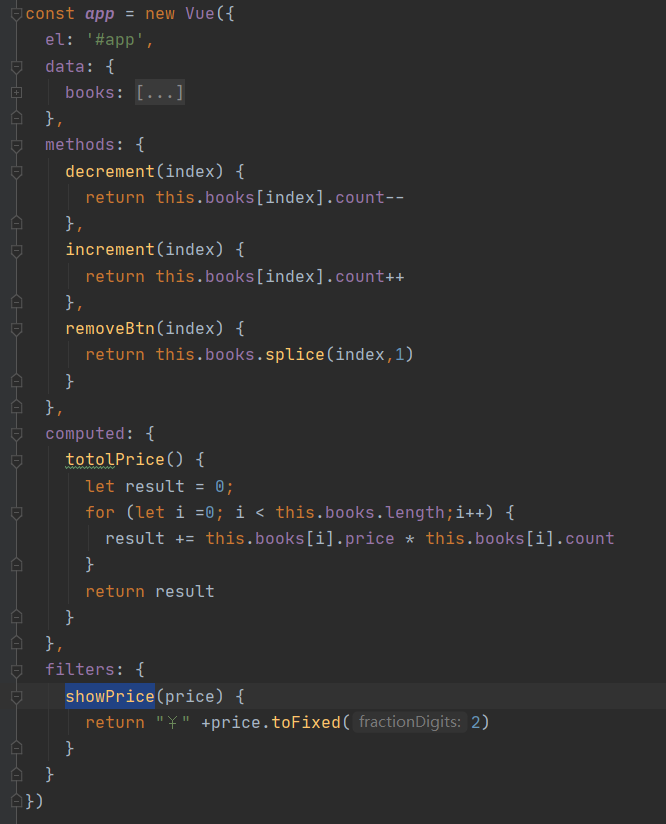 const app = new Vue({
  el: '#app',
  data: {
    books: [...]
  },
  methods: {
    decrement(index) {
      return this.books[index].count--
    },
    increment(index) {
      return this.books[index].count++
    },
    removeBtn(index) {
      return this.books.splice(index,1)
    }
  },
  computed: {
    totolPrice() {
      let result = 0;
      for (let i =0; i < this.books.length;i++) {
        result += this.books[i].price * this.books[i].count
      }
      return result
    }
  },
  filters: {
    showPrice(price) {
      return "¥" +price.toFixed( fractionDigits: 2)
    }
  }
})